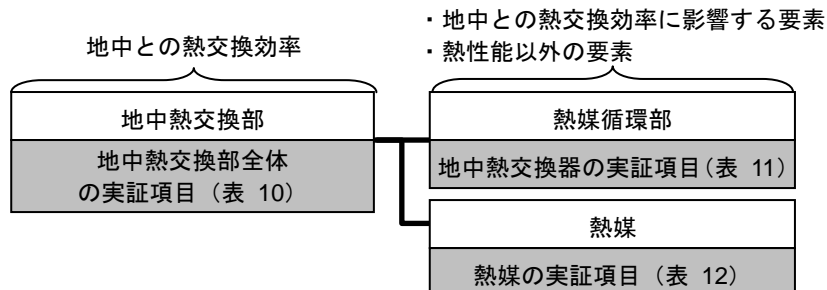 ・地中との熱交換効率に影響する要素
・熱性能以外の要素
地中との熱交換効率
地中熱交換部
地中熱交換部全体
の実証項目（表 10）
熱媒循環部
地中熱交換器の実証項目（表 11）
熱媒
熱媒の実証項目（表 12）